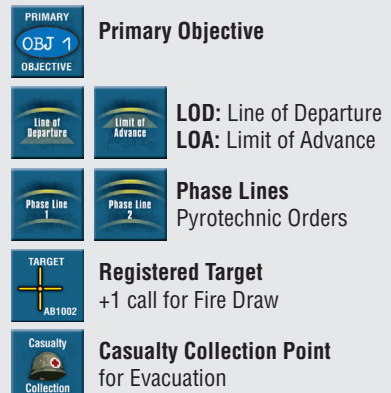 PRIMARY
OBJ 1
OBJECTIVE
Primary Objective
Line of
Departure
Limit of
Advance
LOD: Line of Departure
LOA: Limit of Advance
Phase Line
1
Phase Line
2
Phase Lines
Pyrotechnic Orders
TARGET
AB1002
Registered Target
+1 call for Fire Draw
Casualty
Collection
Casualty Collection Point
for Evacuation